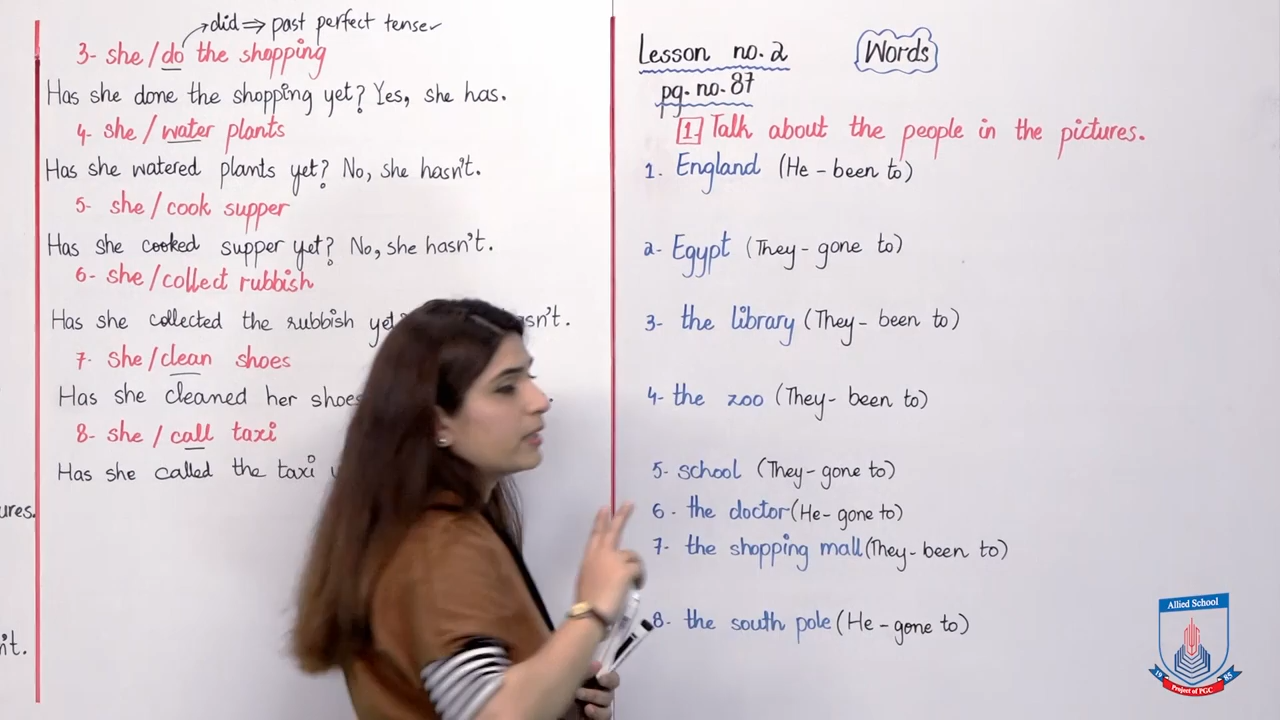 did ⇒ past perfect tense
3- she/do the shopping
Has she done the shopping yet? Yes, she has.
4- she / water plants
Has she watered plants yet? No, she hasn't.
5- she / cook supper
Has she cooked supper yet? No, she hasn't.
6- she/collect rubbish
Has she collected the rubbish
7- she/clean shoes
Has she cleaned her
8- she / call taxi
Has she called the taxi
Lesson no. 2
Words
pg. no. 87
1. Talk about the people in the pictures.
1. England (He - been to)
2- Egypt (They - gone to)
3- the library (They - been to)
4- the zoo (They - been to)
5- school (They - gone to)
6 - the doctor (He - gone to)
7- the shopping mall (They - been to)
8- the south pole (He - gone to)
Allied School
19 85
Project of PGC